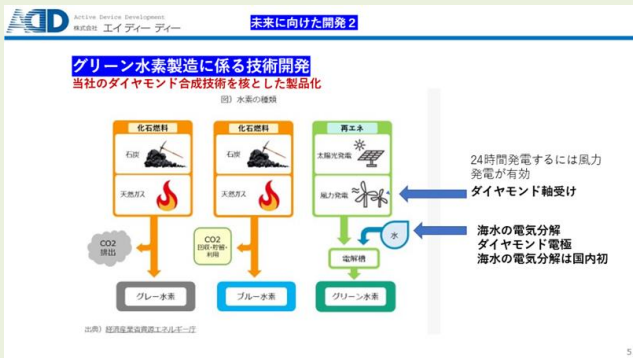 ADD
Active Device Development
株式会社 エイ ディー ディー
未来に向けた開発２
グリーン水素製造に係る技術開発
当社のダイヤモンド合成技術を核とした製品化
図）水素の種類
化石燃料
石炭
天然ガス
CO2
排出
グレー水素
化石燃料
石炭
天然ガス
CO2
回収・貯留・
利用
ブルー水素
再エネ
太陽光発電
風力発電
水
電解槽
グリーン水素
24時間発電するには風力
発電が有効
ダイヤモンド軸受け
海水の電気分解
ダイヤモンド電極
海水の電気分解は国内初
出典）経済産業省資源エネルギー庁
5